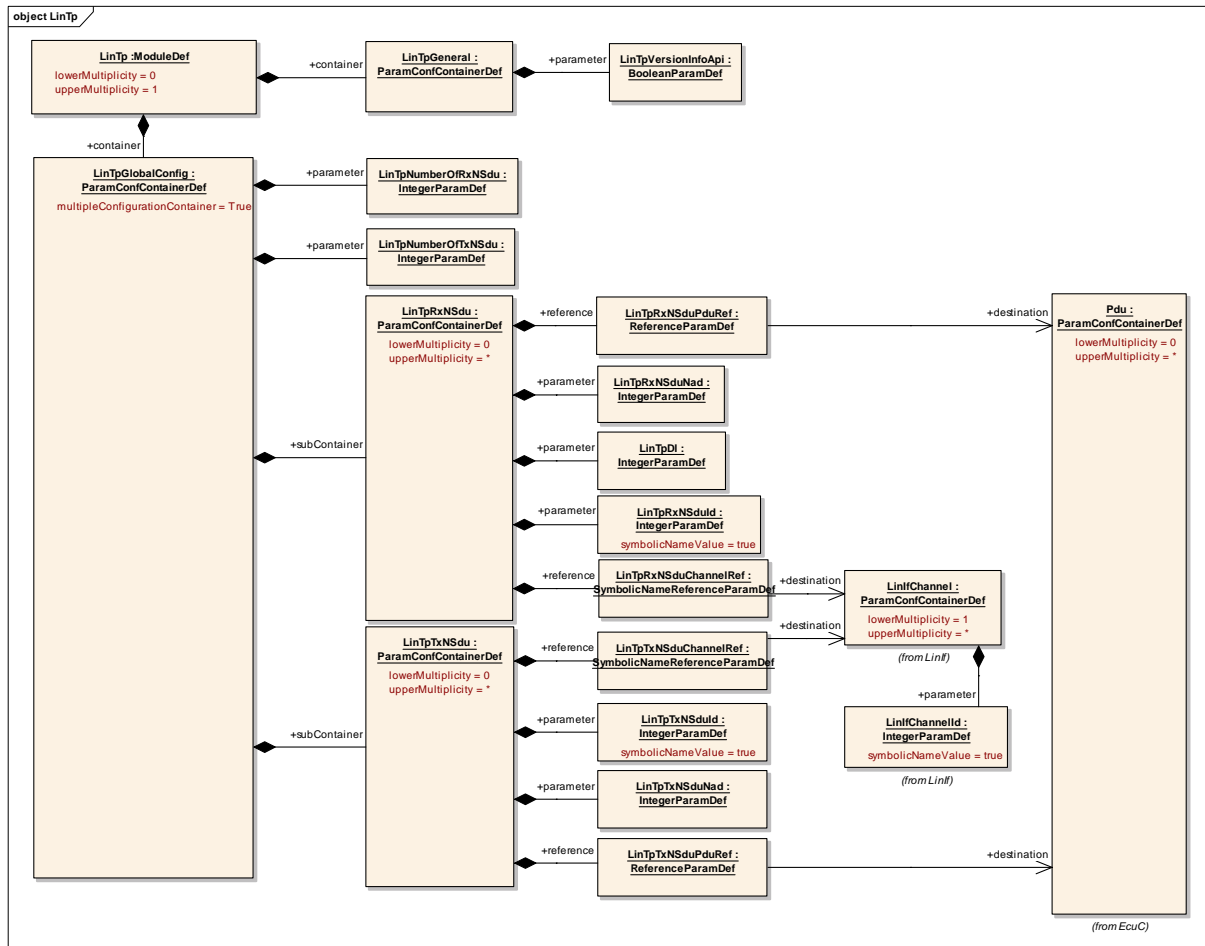 object LinTp
LinTp :ModuleDef
lowerMultiplicity = 0
upperMultiplicity = 1
+container
LinTpGeneral :
ParamConfContainerDef
+parameter
LinTpVersionInfoApi :
BooleanParamDef
+container
LinTpGlobalConfig :
ParamConfContainerDef
multipleConfigurationContainer = True
+parameter
LinTpNumberOfRxNSdu :
IntegerParamDef
+parameter
LinTpNumberOfTxNSdu :
IntegerParamDef
+subContainer
LinTpRxNSdu :
ParamConfContainerDef
lowerMultiplicity = 0
upperMultiplicity = *
+reference
LinTpRxNSduPduRef :
ReferenceParamDef
+destination
Pdu :
ParamConfContainerDef
lowerMultiplicity = 0
upperMultiplicity = *
+parameter
LinTpRxNSduNad :
IntegerParamDef
+parameter
LinTpDl :
IntegerParamDef
+parameter
LinTpRxNSduId :
IntegerParamDef
symbolicNameValue = true
+reference
LinTpRxNSduChannelRef :
SymbolicNameReferenceParamDef
+destination
LinIfChannel :
ParamConfContainerDef
lowerMultiplicity = 1
upperMultiplicity = *
(from LinIf)
+subContainer
LinTpTxNSdu :
ParamConfContainerDef
lowerMultiplicity = 0
upperMultiplicity = *
+reference
LinTpTxNSduChannelRef :
SymbolicNameReferenceParamDef
+destination
+parameter
LinIfChannelId :
IntegerParamDef
symbolicNameValue = true
(from LinIf)
+parameter
LinTpTxNSduId :
IntegerParamDef
symbolicNameValue = true
+parameter
LinTpTxNSduNad :
IntegerParamDef
+reference
LinTpTxNSduPduRef :
ReferenceParamDef
+destination
(from EcuC)